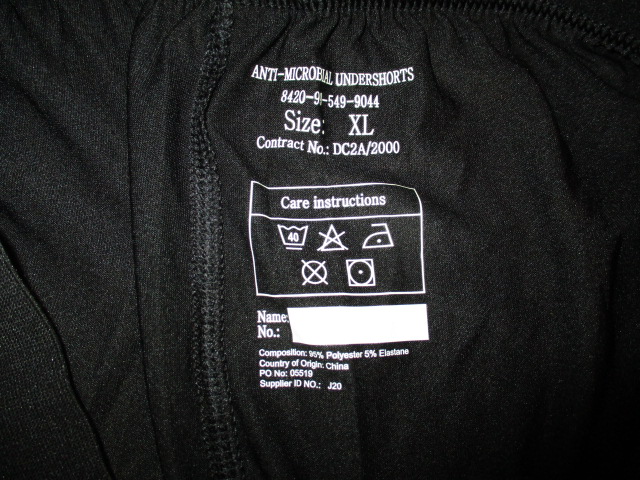 ANTI-MICROBIAL UNDERSHORTS
8420-99-549-9044
Size: XL
Contract No.: DC2A/2000
Care instructions
40
Name:
No.:
Composition: 95% Polyester 5% Elastane
Country of Origin: China
PO No: 05519
Supplier ID NO.: J20